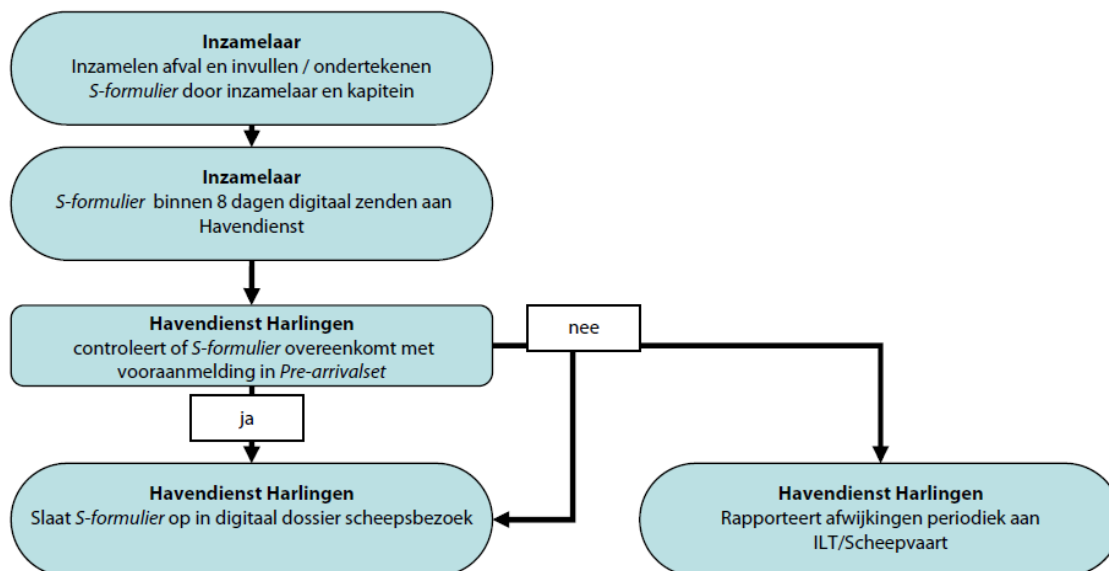 Inzamelaar
Inzamelen afval en invullen / ondertekenen
S-formulier door inzamelaar en kapitein
Inzamelaar
S-formulier binnen 8 dagen digitaal zenden aan
Havendienst
Havendienst Harlingen
controleert of S-formulier overeenkomt met
vooraanmelding in Pre-arrivalset
nee
ja
Havendienst Harlingen
Slaat S-formulier op in digitaal dossier scheepsbezoek
Havendienst Harlingen
Rapporteert afwijkingen periodiek aan
ILT/Scheepvaart